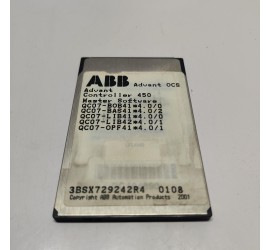 ABB Advant OCS
Advant
Controller 450
Master Software
QC07-BOB41*4.0/0
QC07-BAS41*4.0/2
QC07-LIB41*4.0/0
QC07-LIB42*4.0/1
QC07-OPF41*4.0/1
3BSX729242R4 0108
Copyright ABB Automation Products 2001